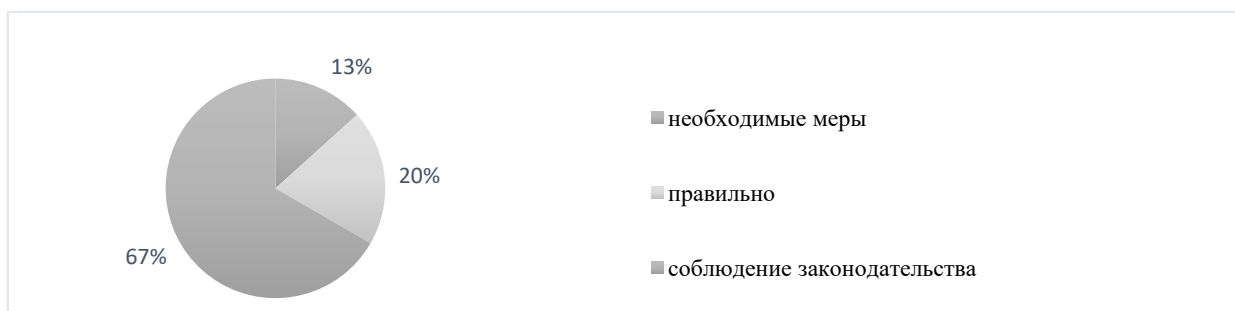 13%
необходимые меры
20%
правильно
67%
соблюдение законодательства